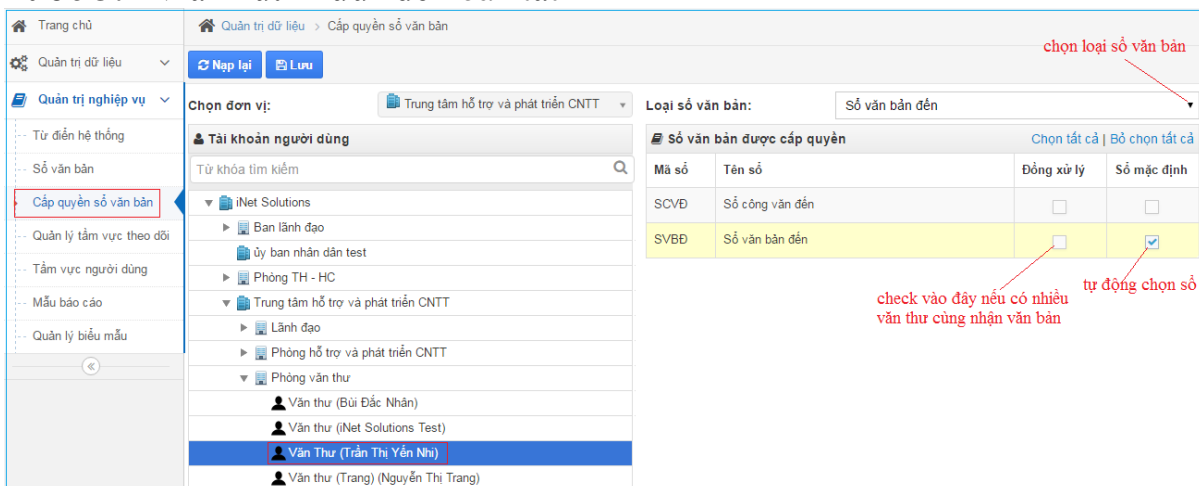 Trang chủ
Quản trị dữ liệu > Cấp quyền sổ văn bản
chọn loại sổ văn bản
Quản trị dữ liệu
Nạp lại
Lưu
Quản trị nghiệp vụ
Chọn đơn vị:
Trung tâm hỗ trợ và phát triển CNTT
Loại sổ văn bản:
Sổ văn bản đến
Từ điển hệ thống
Sổ văn bản
Cấp quyền sổ văn bản
Quản lý tầm vực theo dõi
Tầm vực người dùng
Mẫu báo cáo
Quản lý biểu mẫu
Tài khoản người dùng
Từ khóa tìm kiếm
iNet Solutions
Ban lãnh đạo
ủy ban nhân dân test
Phòng TH - HC
Trung tâm hỗ trợ và phát triển CNTT
Lãnh đạo
Phòng hỗ trợ và phát triển CNTT
Phòng văn thư
Văn thư (Bùi Đắc Nhân)
Văn thư (iNet Solutions Test)
Văn Thư (Trần Thị Yến Nhi)
Văn thư (Trang) (Nguyễn Thị Trang)
Sổ văn bản được cấp quyền
Chọn tất cả | Bỏ chọn tất cả
Mã số Tên sổ Đồng xử lý Sổ mặc định
SCVĐ Sổ công văn đến
SVBĐ Sổ văn bản đến
tự động chọn sổ
check vào đây nếu có nhiều
văn thư cùng nhận văn bản